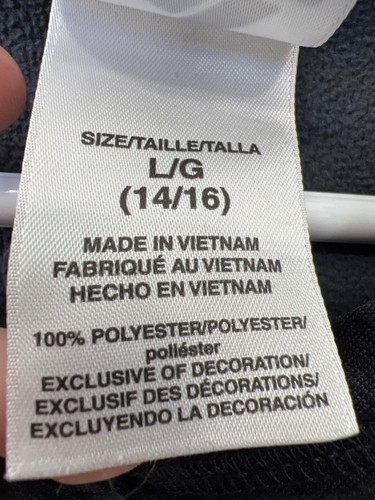 SIZE/TAILLE/TALLA
L/G
(14/16)
MADE IN VIETNAM
FABRIQUÉ AU VIETNAM
HECHO EN VIETNAM
100% POLYESTER/POLYESTER/
poliéster
EXCLUSIVE OF DECORATION/
EXCLUSIF DES DÉCORATIONS/
EXCLUYENDO LA DECORACIÓN